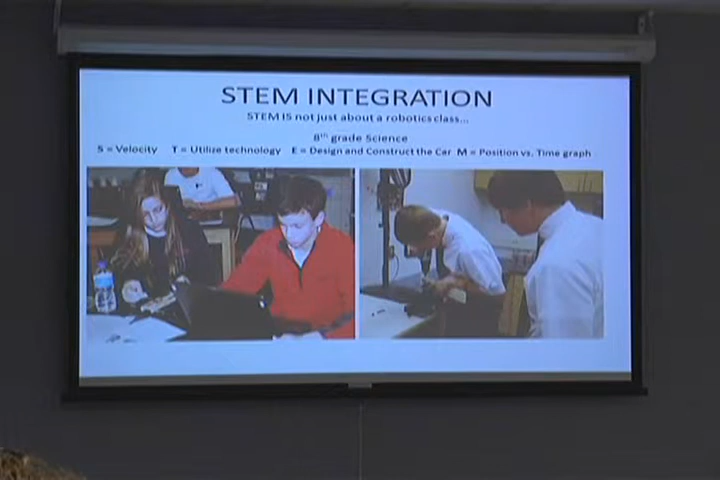 STEM INTEGRATION
STEM IS not just about a robotics class...
8th grade Science
S = Velocity T = Utilize technology E = Design and Construct the Car M = Position vs. Time graph